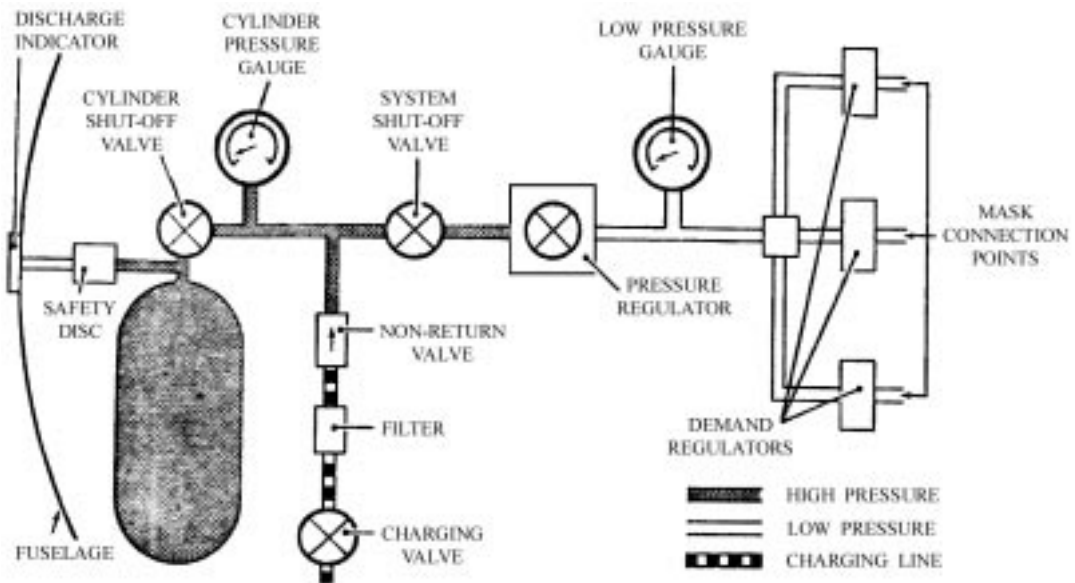 DISCHARGE
INDICATOR
CYLINDER
PRESSURE
GAUGE
LOW PRESSURE
GAUGE
CYLINDER
SHUT-OFF
VALVE
SYSTEM
SHUT-OFF
VALVE
MASK
CONNECTION
POINTS
SAFETY
DISC
PRESSURE
REGULATOR
NON-RETURN
VALVE
FILTER
DEMAND
REGULATORS
HIGH PRESSURE
LOW PRESSURE
CHARGING LINE
FUSELAGE
CHARGING
VALVE